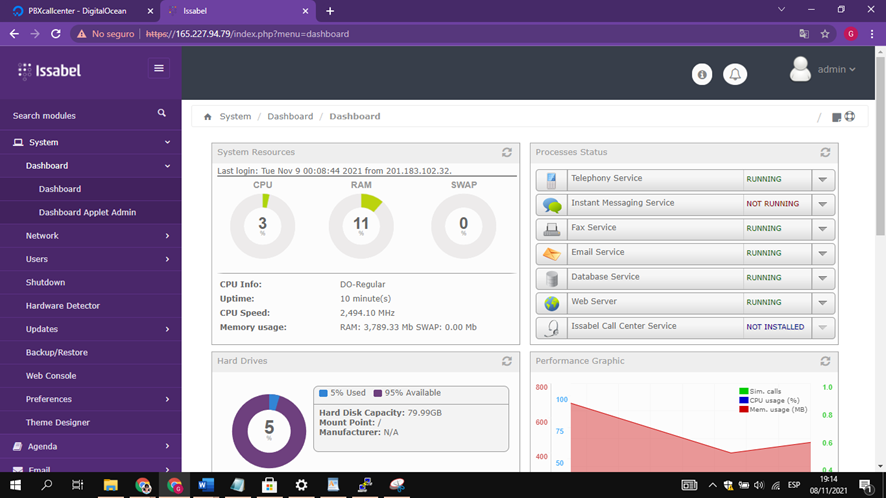 PBXcallcenter - DigitalOcean
Issabel
No seguro
https://165.227.94.79/index.php?menu=dashboard
G
Issabel
admin
Search modules
System / Dashboard / Dashboard /
System
Dashboard
Dashboard
Dashboard Applet Admin
Network
Users
Shutdown
Hardware Detector
Updates
Backup/Restore
Web Console
Preferences
Theme Designer
Agenda
Email
System Resources
Last login: Tue Nov 9 00:08:44 2021 from 201.183.102.32.
CPU RAM SWAP
3 11 0
% % %
CPU Info: DO-Regular
Uptime: 10 minute(s)
CPU Speed: 2,494.10 MHz
Memory usage: RAM: 3,789.33 Mb SWAP: 0.00 Mb
Processes Status
Telephony Service RUNNING
Instant Messaging Service NOT RUNNING
Fax Service RUNNING
Email Service RUNNING
Database Service RUNNING
Web Server RUNNING
Issabel Call Center Service NOT INSTALLED
Hard Drives
5
%
5% Used 95% Available
Hard Disk Capacity: 79.99GB
Mount Point: /
Manufacturer: N/A
Performance Graphic
800 100 1.0
Sim. calls
CPU usage (%)
Mem. usage (MB)
0.8
600 75 0.6
400 50 0.4
ESP
19:14
08/11/2021
1